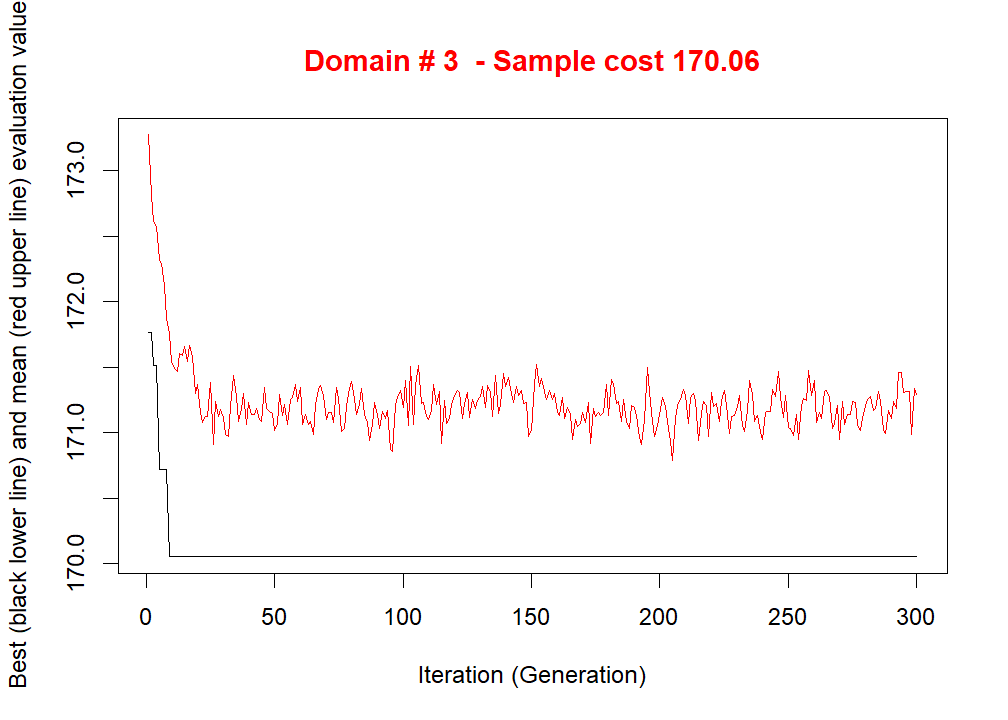 Domain # 3  - Sample cost 170.06
Best (black lower line) and mean (red upper line) evaluation value
173.0
172.0
171.0
170.0
0 50 100 150 200 250 300
Iteration (Generation)